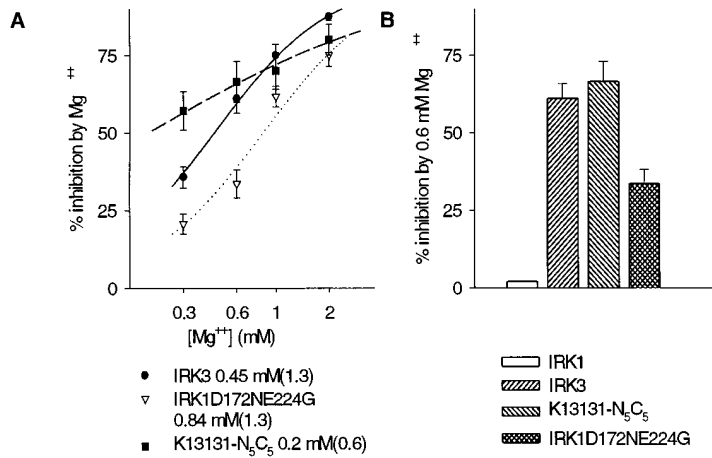 A
% inhibition by Mg ‡
75
50
25
0
0.3 0.6 1 2
[Mg++] (mM)
IRK3 0.45 mM(1.3)
IRK1D172NE224G
0.84 mM(1.3)
K13131-N5C5 0.2 mM(0.6)
B
% inhibition by 0.6 mM Mg ‡
75
50
25
0
IRK1
IRK3
K13131-N5C5
IRK1D172NE224G